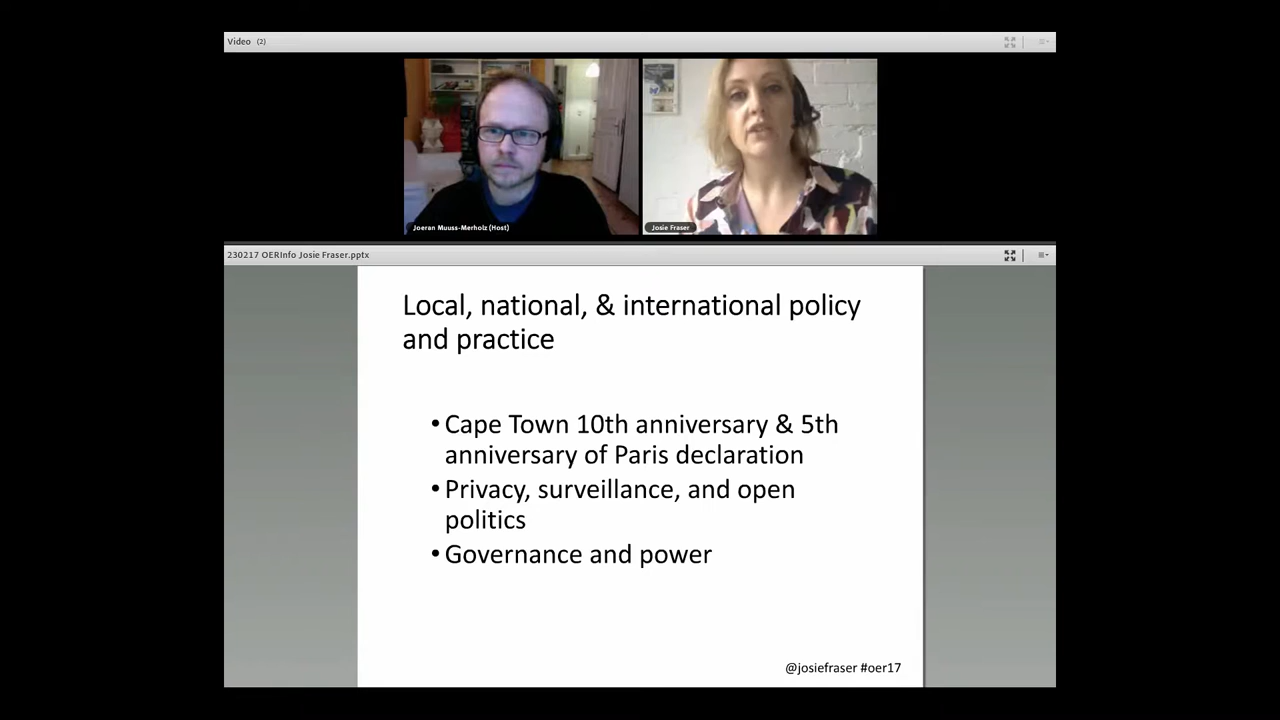 Video (2)
Joeran Muuss-Merholz (Host)
Josie Fraser
230217 OERInfo Josie Fraser.pptx
Local, national, & international policy
and practice
•Cape Town 10th anniversary & 5th
anniversary of Paris declaration
•Privacy, surveillance, and open
politics
•Governance and power
@josiefraser #oer17